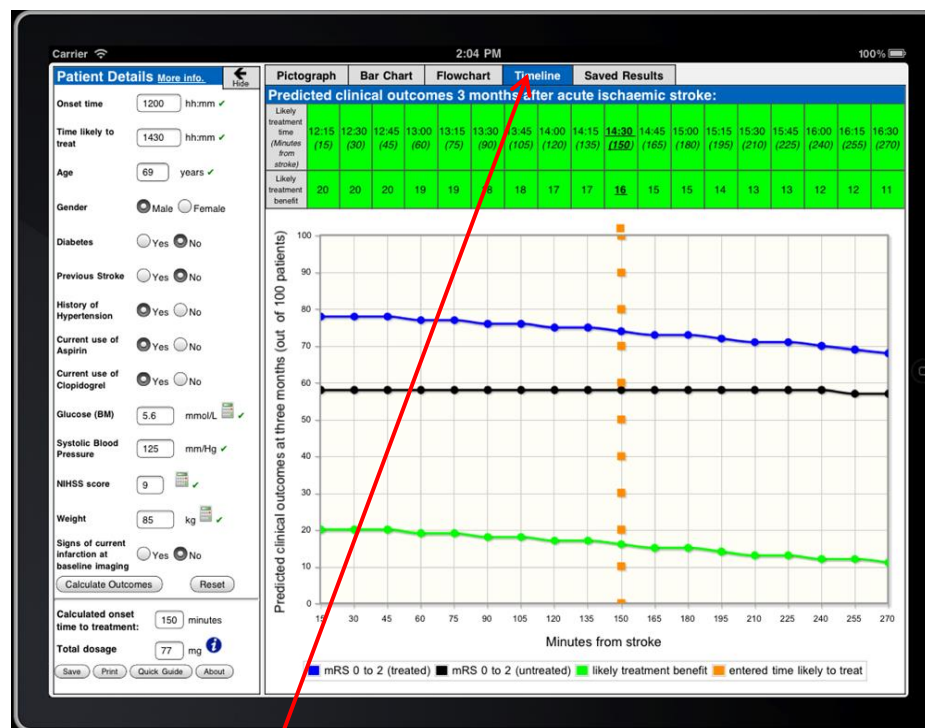 Carrier 2:04 PM 100%
Patient Details More info. Hide
Onset time 1200 hh:mm
Time likely to treat 1430 hh:mm
Age 69 years
Gender Male Female
Diabetes Yes No
Previous Stroke Yes No
History of Hypertension Yes No
Current use of Aspirin Yes No
Current use of Clopidogrel Yes No
Glucose (BM) 5.6 mmol/L
Systolic Blood Pressure 125 mm/Hg
NIHSS score 9
Weight 85 kg
Signs of current infarction at baseline imaging Yes No
Calculate Outcomes Reset
Calculated onset time to treatment: 150 minutes
Total dosage 77 mg i
Save Print Quick Guide About
Pictograph Bar Chart Flowchart Timeline Saved Results
Predicted clinical outcomes 3 months after acute ischaemic stroke:
Likely treatment time (Minutes from stroke)
12:15 12:30 12:45 13:00 13:15 13:30 13:45 14:00 14:15 14:30 14:45 15:00 15:15 15:30 15:45 16:00 16:15 16:30
(15) (30) (45) (60) (75) (90) (105) (120) (135) (150) (165) (180) (195) (210) (225) (240) (255) (270)
Likely treatment benefit
20 20 20 19 19 18 18 17 17 16 15 15 14 13 13 12 12 11
Predicted clinical outcomes at three months (out of 100 patients)
100
90
80
70
60
50
40
30
20
10
0
15 30 45 60 75 90 105 120 135 150 165 180 195 210 225 240 255 270
Minutes from stroke
mRS 0 to 2 (treated) mRS 0 to 2 (untreated) likely treatment benefit entered time likely to treat